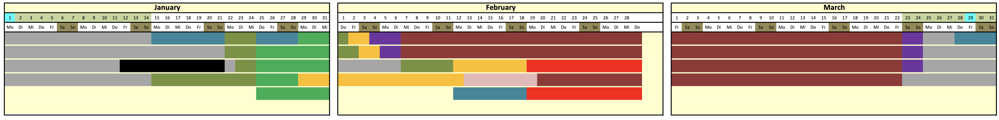 January February March
1 2 3 4 5 6 7 8 9 10 11 12 13 14 15 16 17 18 19 20 21 22 23 24 25 26 27 28 29 30 31 1 2 3 4 5 6 7 8 9 10 11 12 13 14 15 16 17 18 19 20 21 22 23 24 25 26 27 28 1 2 3 4 5 6 7 8 9 10 11 12 13 14 15 16 17 18 19 20 21 22 23 24 25 26 27 28 29 30 31
Mo Di Mi Do Fr Sa So Mo Di Mi Do Fr Sa So Mo Di Mi Do Fr Sa So Mo Di Mi Do Fr Sa So Mo Di Mi Do Fr Sa So Mo Di Mi Do Fr Sa So Mo Di Mi Do Fr Sa So Mo Di Mi Do Fr Sa So Mo Di Mi Do Fr Sa So Mo Di Mi Do Fr Sa So Mo Di Mi Do Fr Sa So Mo Di Mi Do Fr Sa So Mo Di Mi Do Fr Sa So